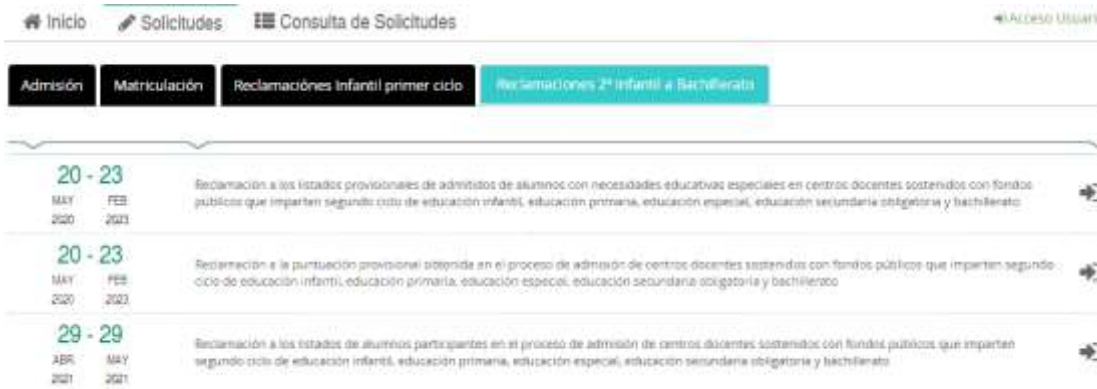 Inicio Solicitudes Consulta de Solicitudes Acceso Usuari
Admisión Matriculación Reclamaciónes Infantil primer ciclo Reclamaciones 2º Infantil a Bachillerato
20 - 23
MAY FEB
2020 2023
Reclamación a los listados provisionales de admitidos de alumnos con necesidades educativas especiales en centros docentes sostenidos con fondos
públicos que imparten segundo ciclo de educación infantil, educación primaria, educación especial, educación secundaria obligatoria y bachillerato
20 - 23
MAY FEB
2020 2023
Reclamación a la puntuación provisional obtenida en el proceso de admisión de centros docentes sostenidos con fondos públicos que imparten segundo
ciclo de educación infantil, educación primaria, educación especial, educación secundaria obligatoria y bachillerato
29 - 29
ABR MAY
2021 2021
Reclamación a los listados de alumnos participantes en el proceso de admisión de centros docentes sostenidos con fondos públicos que imparten
segundo ciclo de educación infantil, educación primaria, educación especial, educación secundaria obligatoria y bachillerato